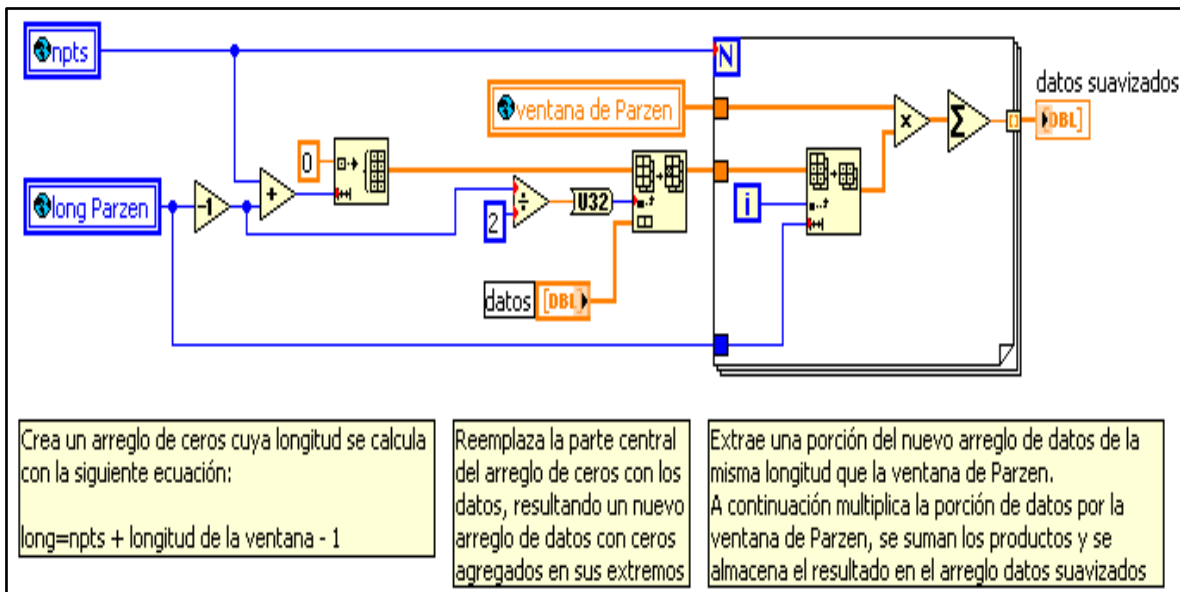 npts
N
datos suavizados
ventana de Parzen
DBL
x
Σ
0
long Parzen
-1
+
÷
U32
i
2
datos
DBL
Crea un arreglo de ceros cuya longitud se calcula
con la siguiente ecuación:
long=npts + longitud de la ventana - 1
Reemplaza la parte central
del arreglo de ceros con los
datos, resultando un nuevo
arreglo de datos con ceros
agregados en sus extremos
Extrae una porción del nuevo arreglo de datos de la
misma longitud que la ventana de Parzen.
A continuación multiplica la porción de datos por la
ventana de Parzen, se suman los productos y se
almacena el resultado en el arreglo datos suavizados